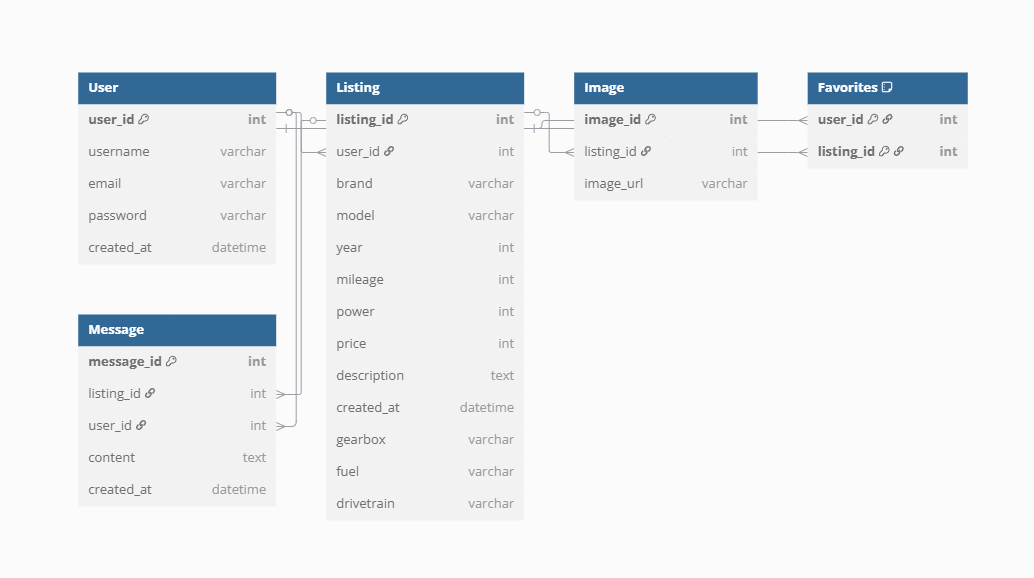 User
user_id int
username varchar
email varchar
password varchar
created_at datetime
Message
message_id int
listing_id int
user_id int
content text
created_at datetime
Listing
listing_id int
user_id int
brand varchar
model varchar
year int
mileage int
power int
price int
description text
created_at datetime
gearbox varchar
fuel varchar
drivetrain varchar
Image
image_id int
listing_id int
image_url varchar
Favorites
user_id int
listing_id int